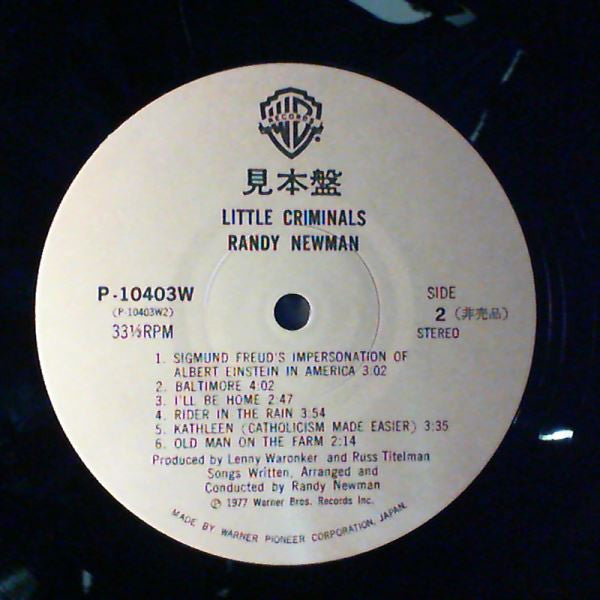 RECORDS
WB
見本盤
LITTLE CRIMINALS
RANDY NEWMAN
P-10403W
(P-10403W2)
33⅓RPM
SIDE
2 (非売品)
STEREO
1. SIGMUND FREUD'S IMPERSONATION OF
ALBERT EINSTEIN IN AMERICA 3:02
2. BALTIMORE 4:02
3. I'LL BE HOME 2:47
4. RIDER IN THE RAIN 3:54
5. KATHLEEN (CATHOLICISM MADE EASIER) 3:35
6. OLD MAN ON THE FARM 2:14
Produced by Lenny Waronker and Russ Titelman
Songs Written, Arranged and
Conducted by Randy Newman
Ⓟ 1977 Warner Bros. Records Inc.
MADE BY WARNER PIONEER CORPORATION, JAPAN.